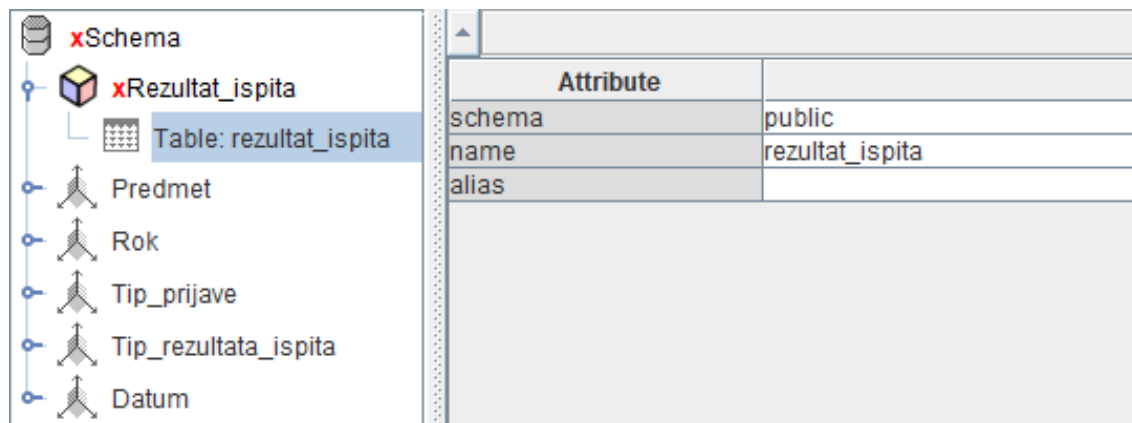 xSchema
xRezultat_ispita
Table: rezultat_ispita
Predmet
Rok
Tip_prijave
Tip_rezultata_ispita
Datum
Attribute
schema public
name rezultat_ispita
alias